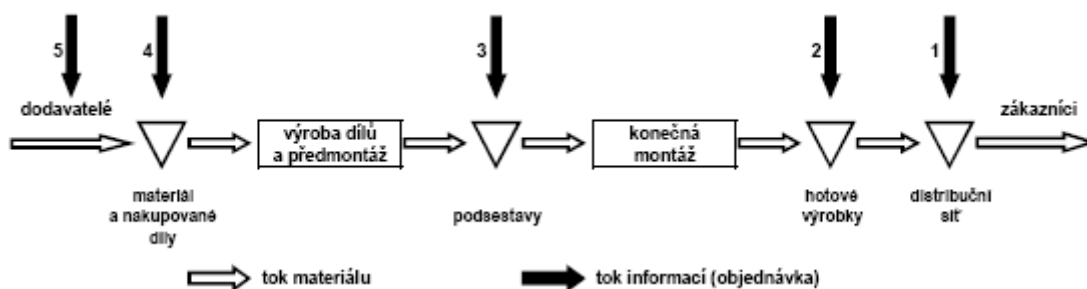 5
4
3
2
1
dodavatelé
zákazníci
výroba dílů
a předmontáž
konečná
montáž
materiál
a nakupované
díly
podsestavy
hotové
výrobky
distribuční
síť
tok materiálu
tok informací (objednávka)